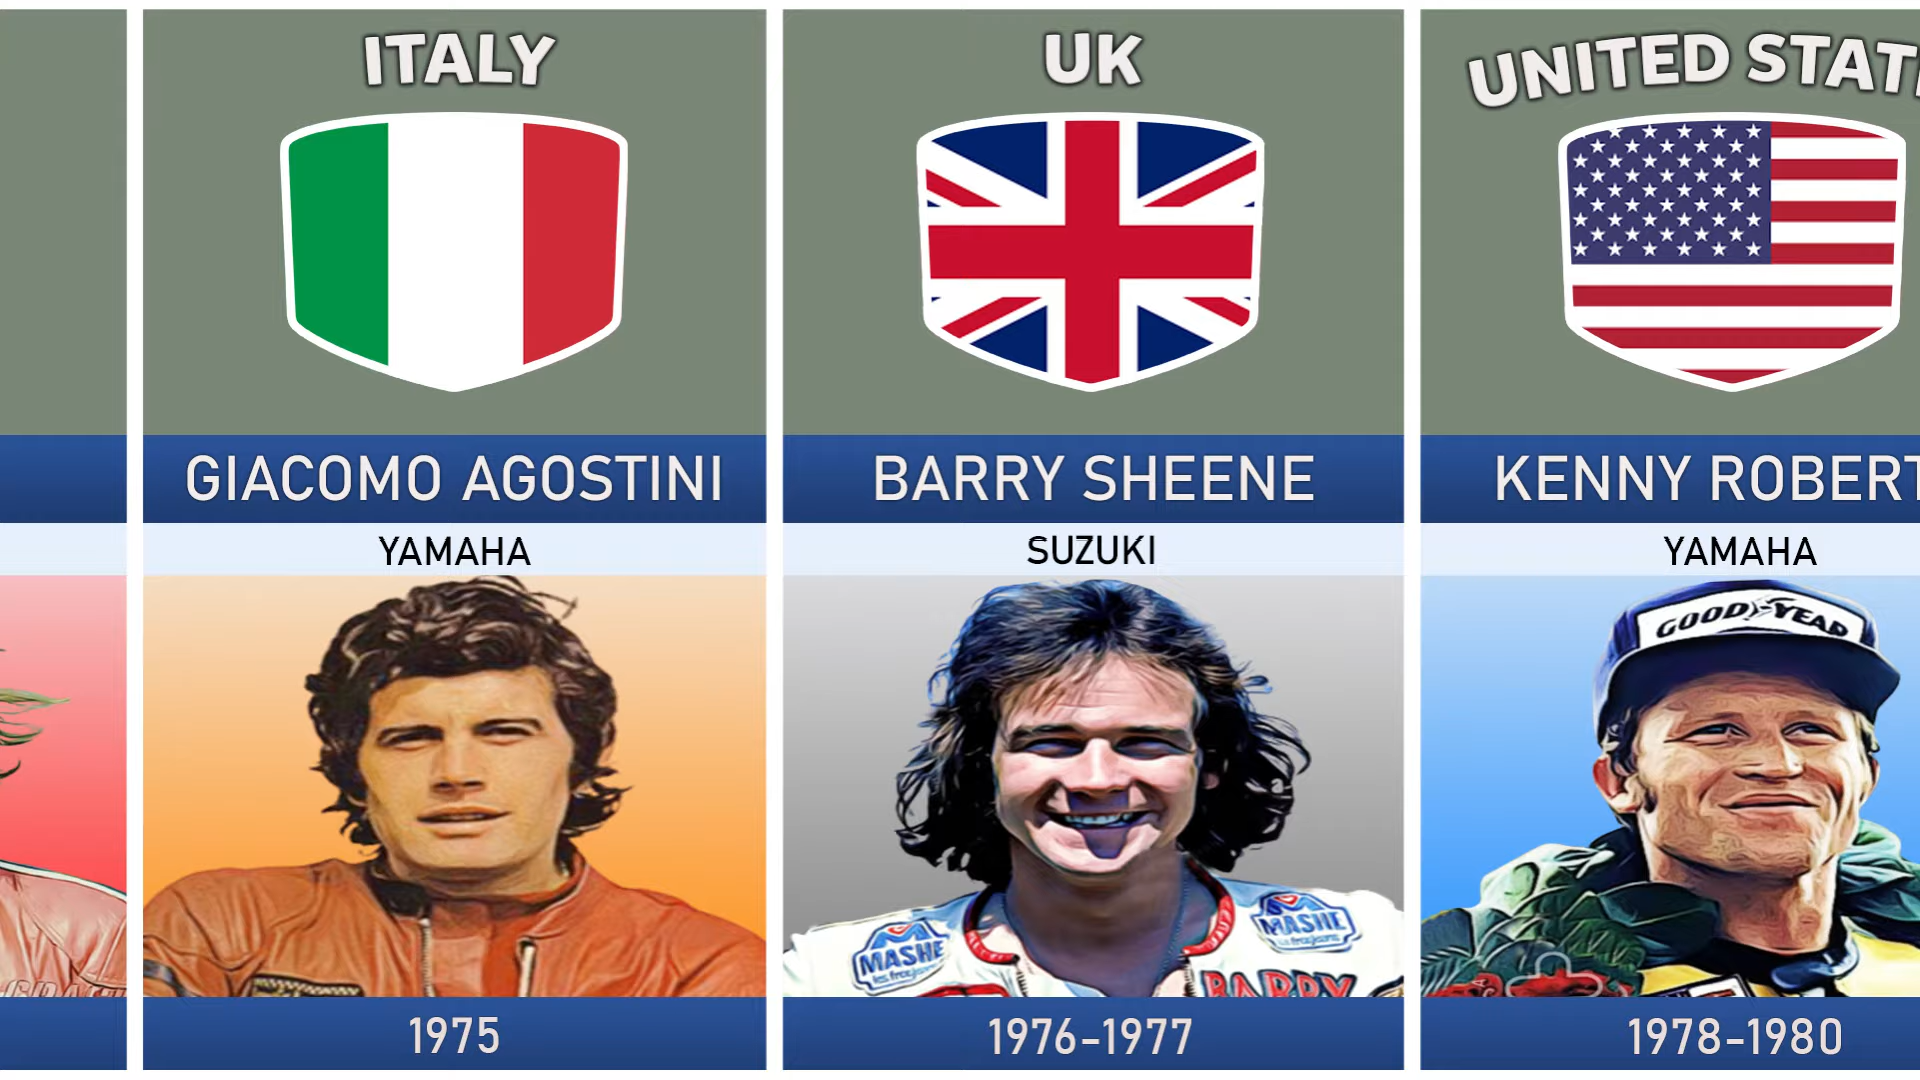 ITALY
GIACOMO AGOSTINI
YAMAHA
1975
UK
BARRY SHEENE
SUZUKI
MASHE
MASHE
BARRY
1976-1977
UNITED STAT
KENNY ROBERT
YAMAHA
GOODYEAR
1978-1980